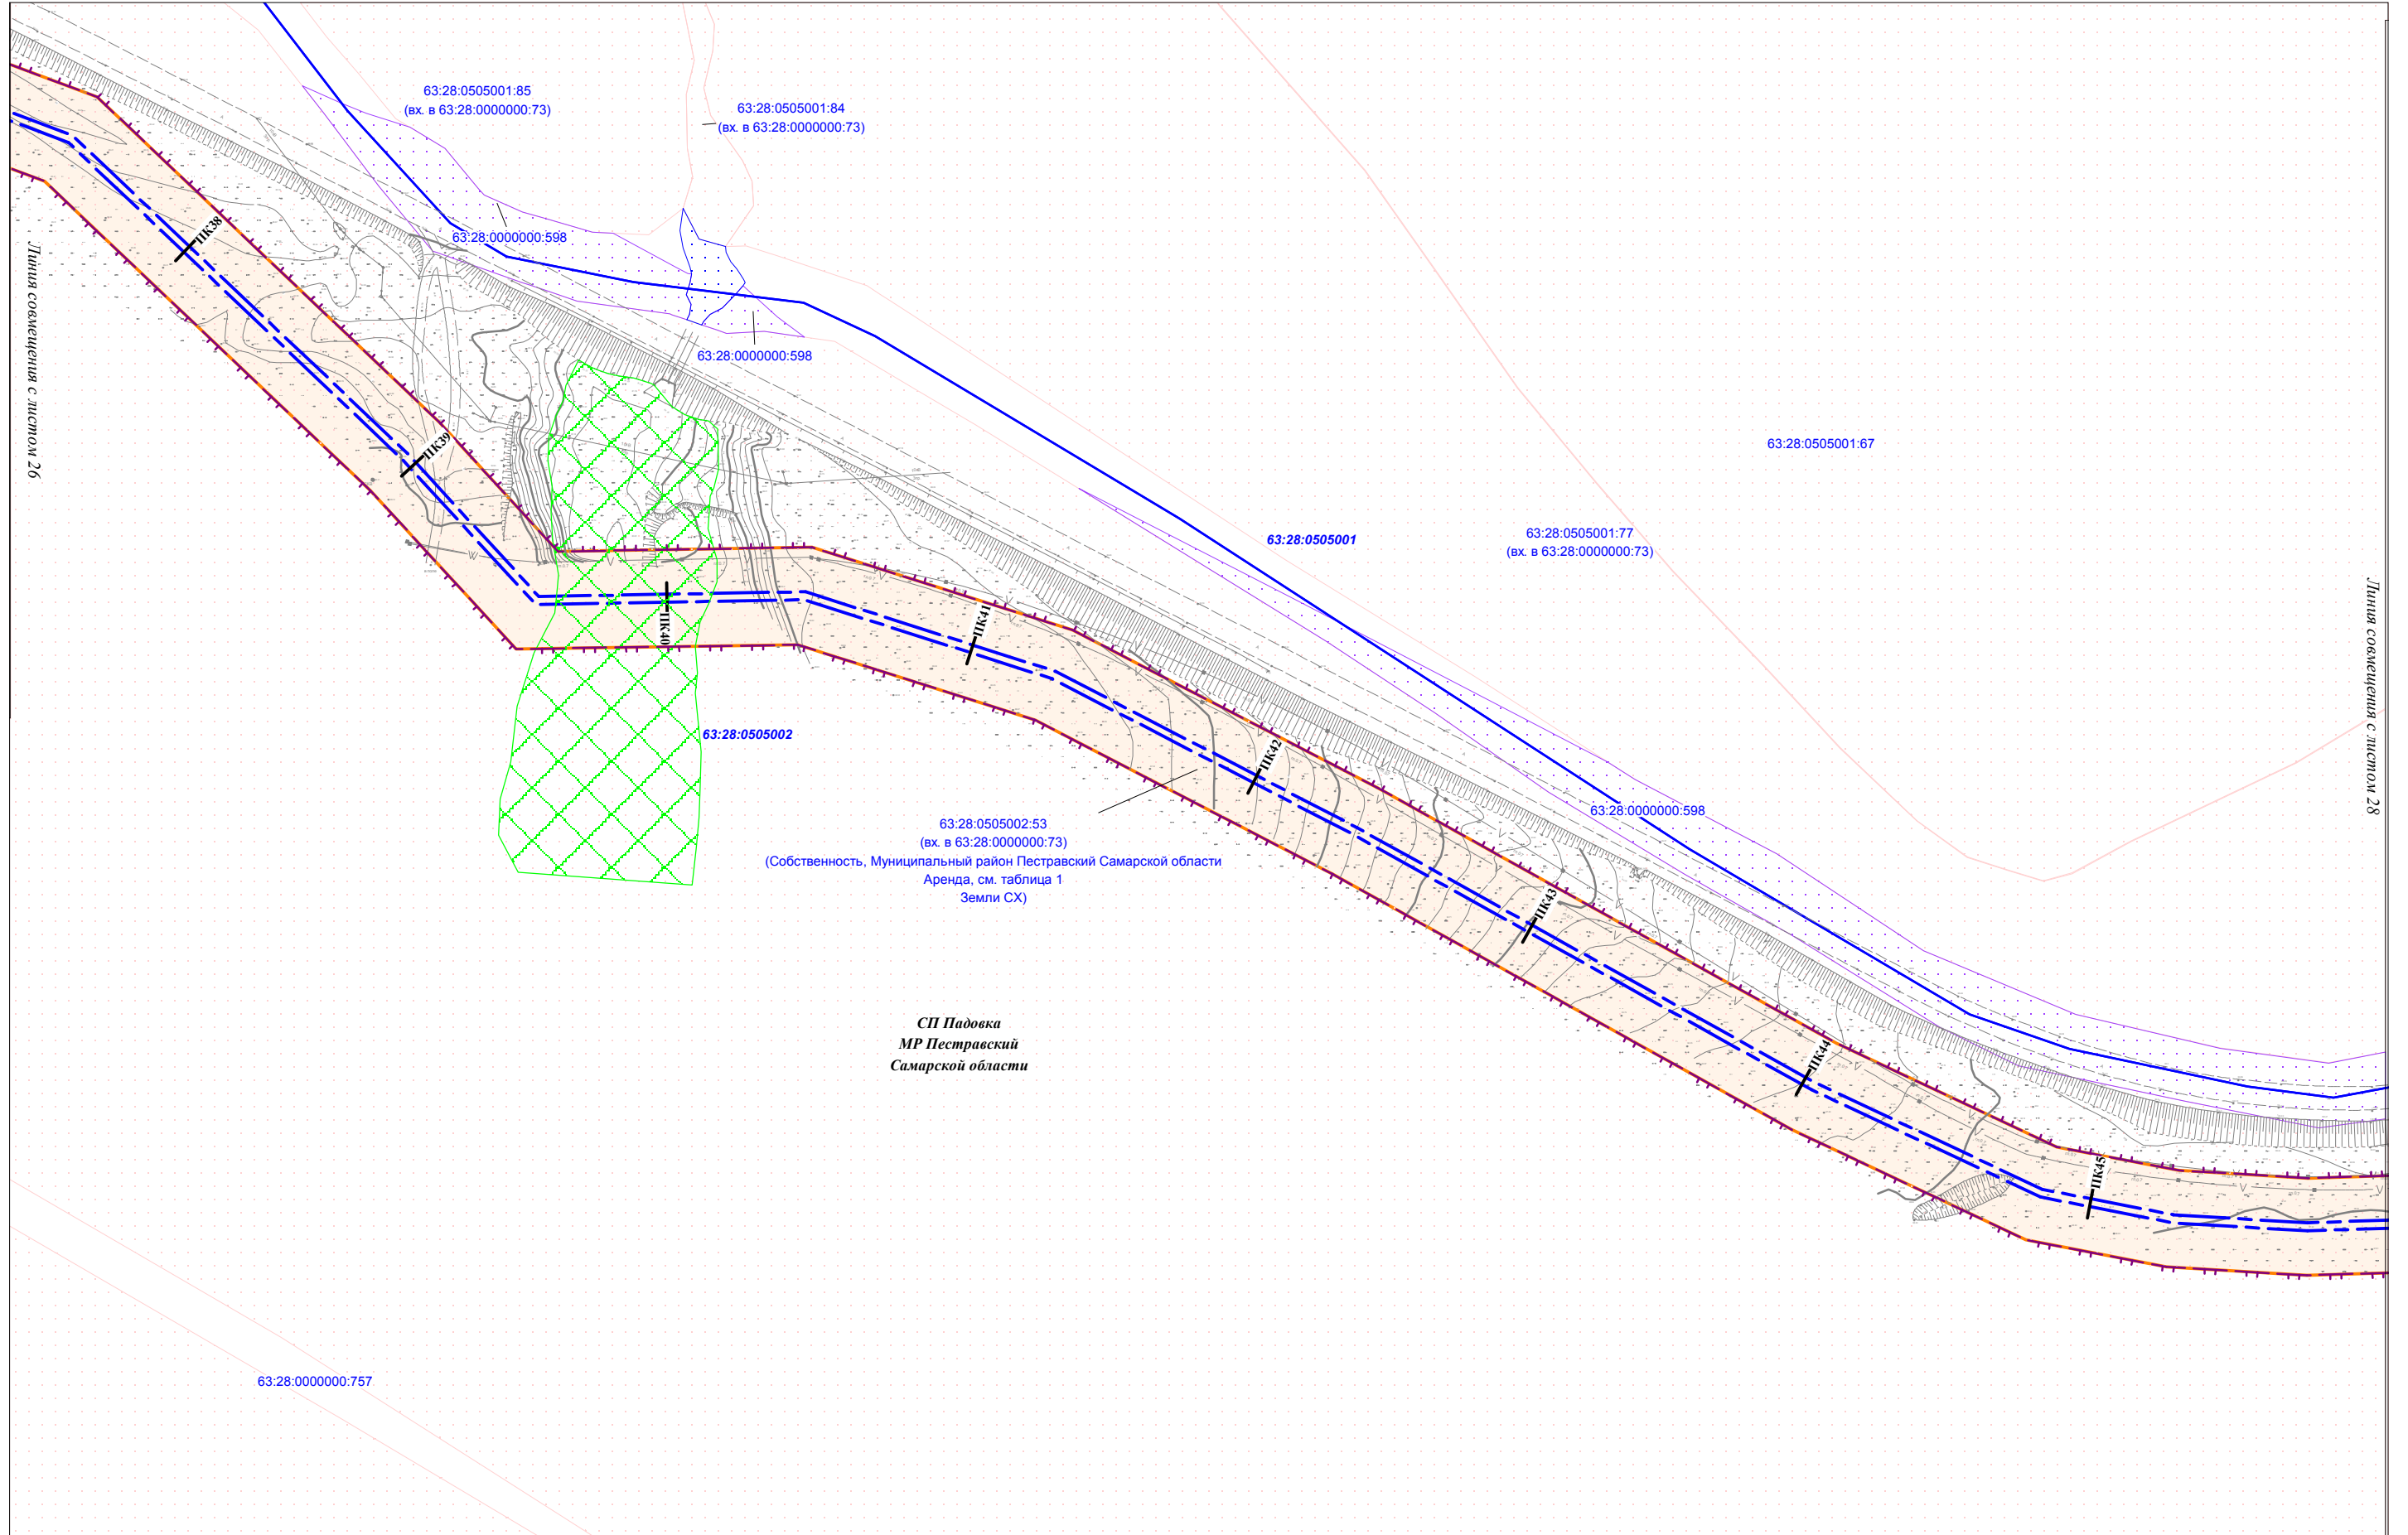 63:28:0505001:85
(вх. в 63:28:0000000:73)
63:28:0505001:84
(вх. в 63:28:0000000:73)
ПК38
63:28:0000000:598
Линия совмещения с листом 26
63:28:0000000:598
63:28:0505001:67
ПК39
63:28:0505001
63:28:0505001:77
(вх. в 63:28:0000000:73)
ПК40
ПК41
Линия совмещения с листом 28
63:28:0505002
ПК42
63:28:0000000:598
63:28:0505002:53
(вх. в 63:28:0000000:73)
(Собственность, Муниципальный район Пестравский Самарской области
Аренда, см. таблица 1
Земли СХ)
ПК43
СП Падовка
МР Пестравский
Самарской области
ПК44
ПК45
63:28:0000000:757